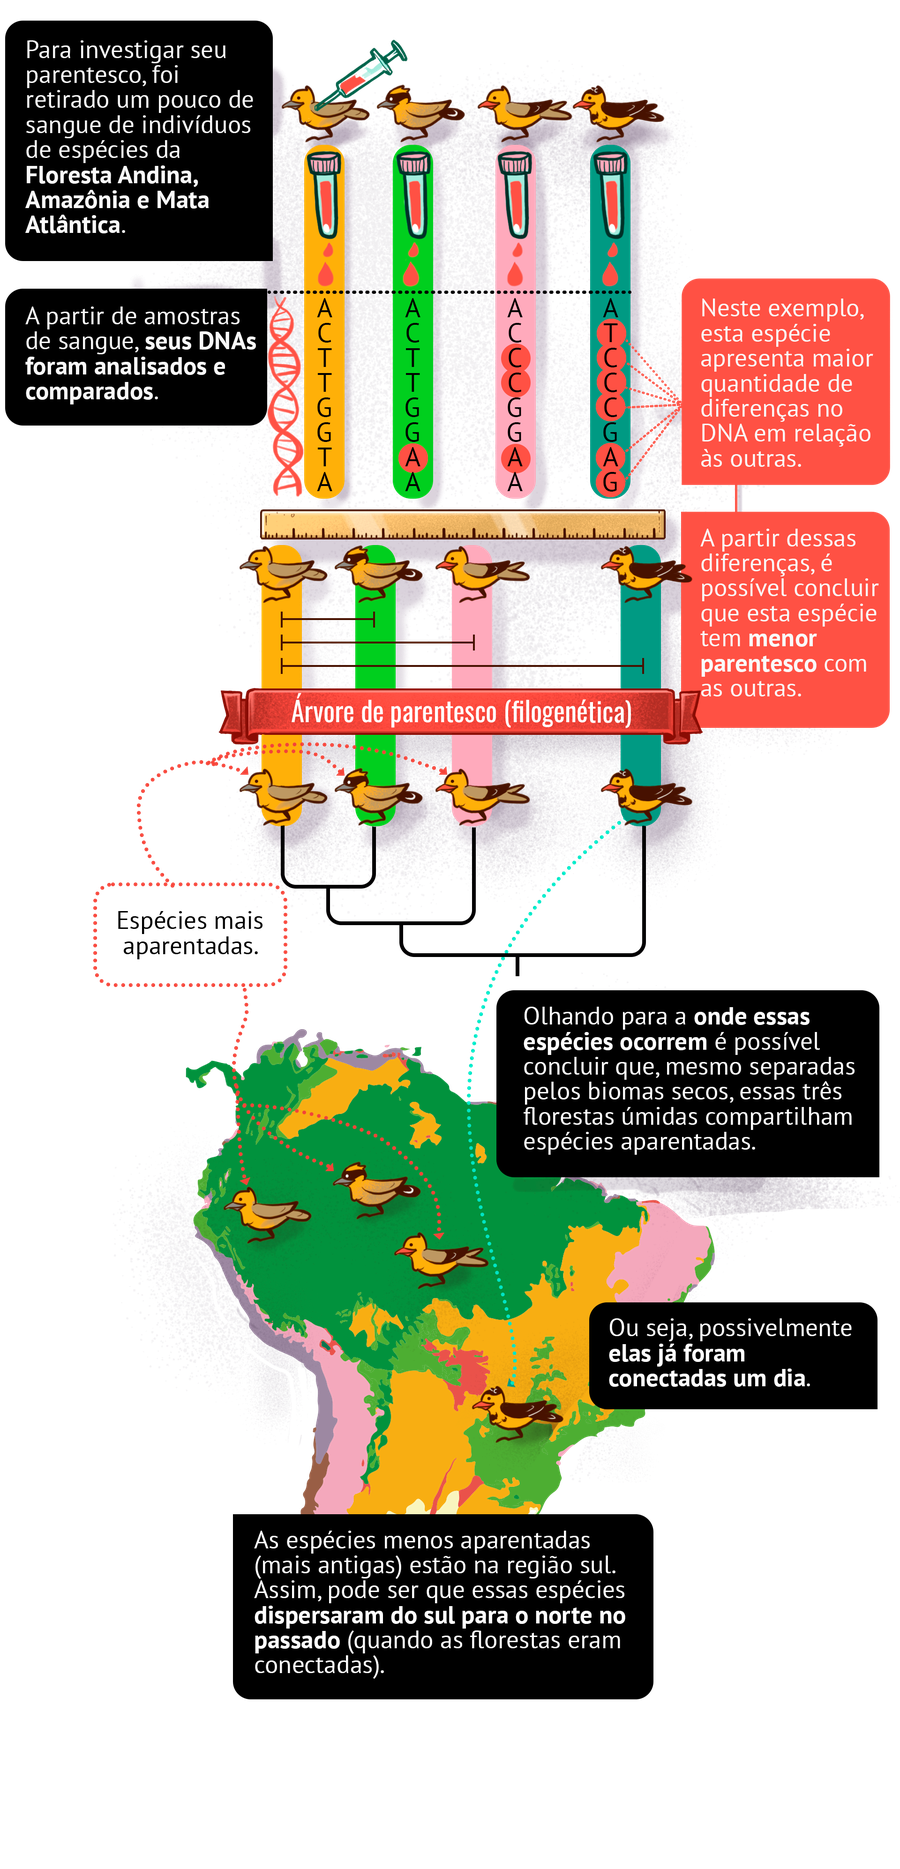 Para investigar seu
parentesco, foi
retirado um pouco de
sangue de indivíduos
de espécies da
Floresta Andina,
Amazônia e Mata
Atlântica.
A partir de amostras
de sangue, seus DNAs
foram analisados e
comparados.
A A A A
C C C T
T T C C
T T C C
G G G C
G G G G
T A A A
A A A G
Neste exemplo,
esta espécie
apresenta maior
quantidade de
diferenças no
DNA em relação
às outras.
A partir dessas
diferenças, é
possível concluir
que esta espécie
tem menor
parentesco com
as outras.
Árvore de parentesco (filogenética)
Espécies mais
aparentadas.
Olhando para a onde essas
espécies ocorrem é possível
concluir que, mesmo separadas
pelos biomas secos, essas três
florestas úmidas compartilham
espécies aparentadas.
Ou seja, possivelmente
elas já foram
conectadas um dia.
As espécies menos aparentadas
(mais antigas) estão na região sul.
Assim, pode ser que essas espécies
dispersaram do sul para o norte no
passado (quando as florestas eram
conectadas).